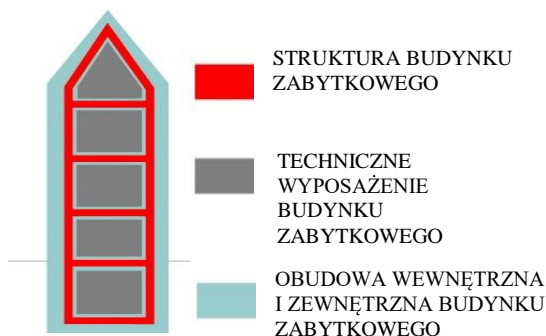 STRUKTURA BUDYNKU
ZABYTKOWEGO
TECHNICZNE
WYPOSAŻENIE
BUDYNKU
ZABYTKOWEGO
OBUDOWA WEWNĘTRZNA
I ZEWNĘTRZNA BUDYNKU
ZABYTKOWEGO